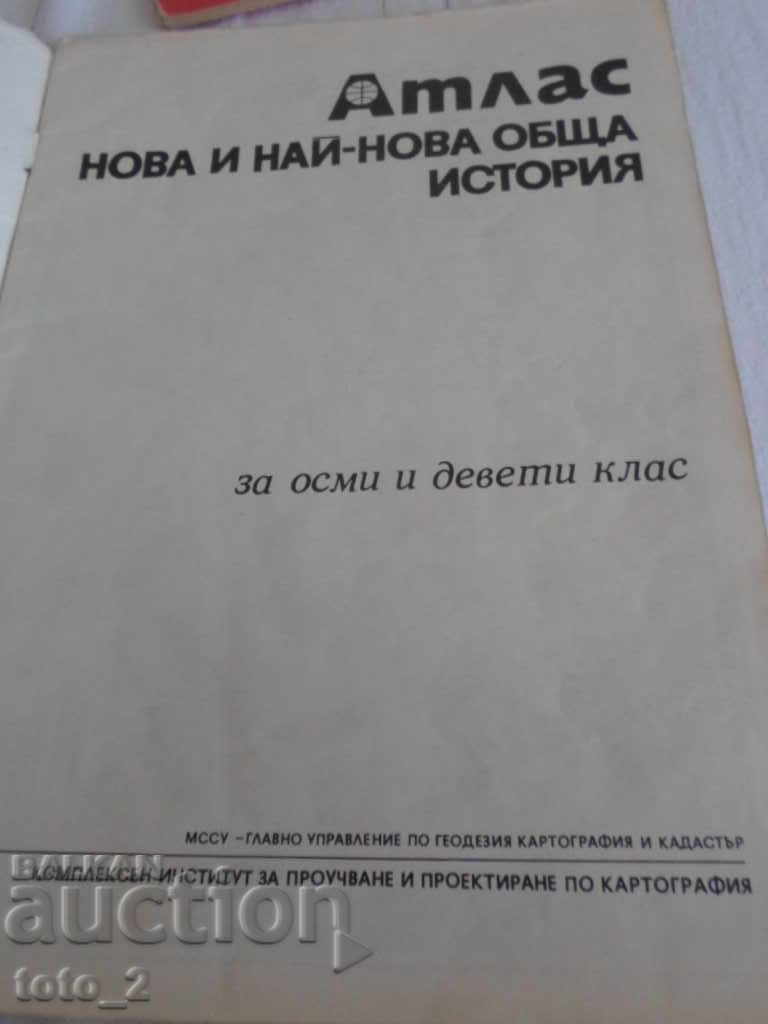 Атлас
НОВА И НАЙ-НОВА ОБЩА
ИСТОРИЯ
за осми и девети клас
МССУ – ГЛАВНО УПРАВЛЕНИЕ ПО ГЕОДЕЗИЯ КАРТОГРАФИЯ И КАДАСТЪР
КОМПЛЕКСЕН ИНСТИТУТ ЗА ПРОУЧВАНЕ И ПРОЕКТИРАНЕ ПО КАРТОГРАФИЯ
BALKAN
auction
toto_2